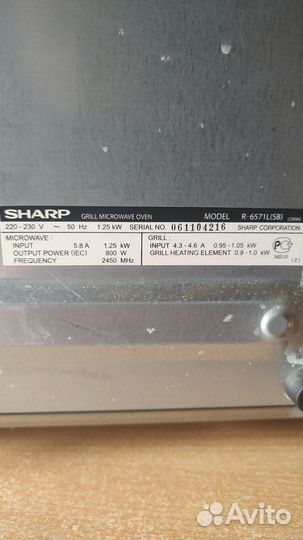 SHARP GRILL MICROWAVE OVEN MODEL R-6571L(SB)
220 - 230 V ~ 50 Hz 1.25 kW SERIAL NO. 061104216 SHARP CORPORATION
MICROWAVE :
INPUT 5.8 A 1.25 kW
OUTPUT POWER (IEC) 800 W
FREQUENCY 2450 MHz
GRILL :
INPUT 4.3 - 4.6 A 0.95 - 1.05 kW
GRILL HEATING ELEMENT 0.9 - 1.0 kW
ME10
(Z)
Avito